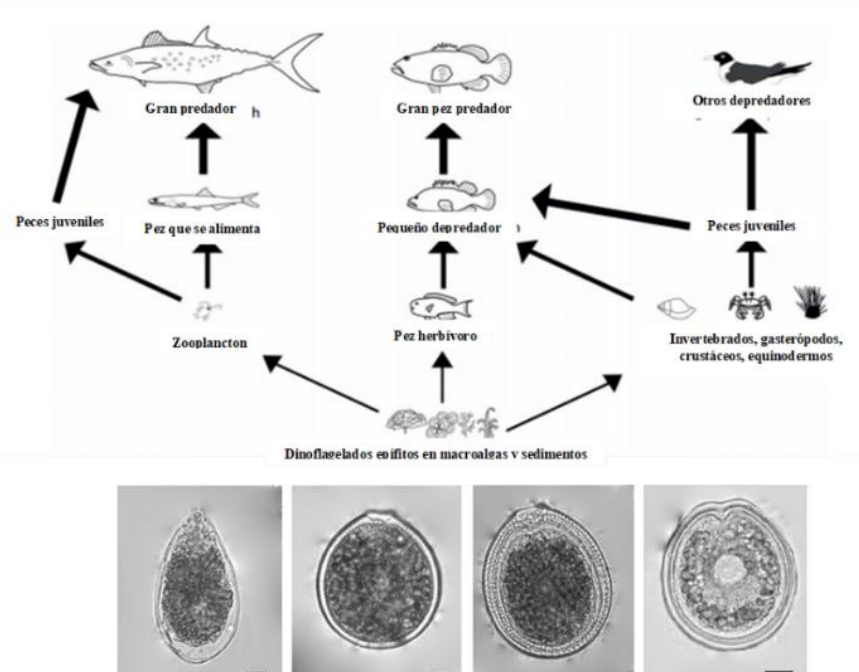 Gran predador h
Gran pez predador
Otros depredadores
Peces juveniles
Pez que se alimenta
Pequeño depredador
Peces juveniles
Zooplancton
Pez herbívoro
Invertebrados, gasterópodos,
crustáceos, equinodermos
Dinoflagelados epífitos en macroalgas y sedimentos